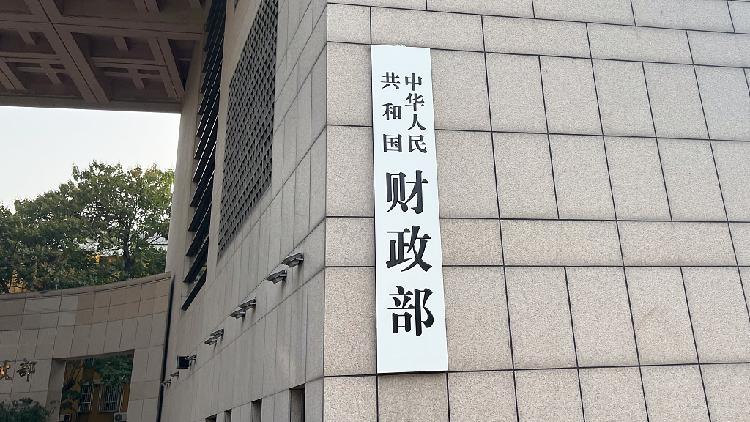 中华人民
共和国
财政部